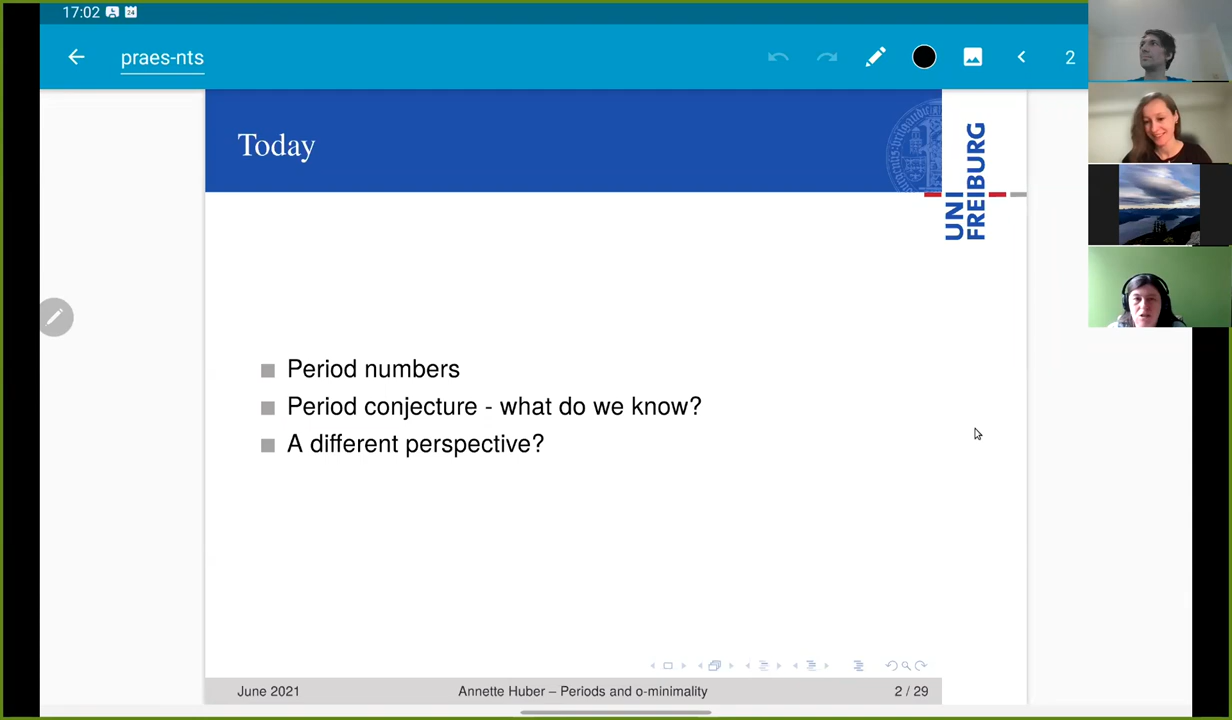 17:02
24
praes-nts
2
Today
UNI
FREIBURG
Period numbers
Period conjecture - what do we know?
A different perspective?
June 2021
Annette Huber – Periods and o-minimality
2 / 29